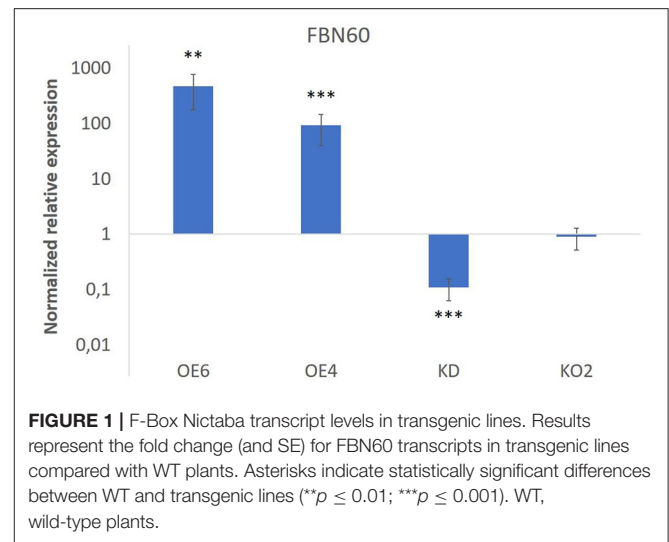 FBN60
Normalized relative expression
1000
100
10
1
0,1
0,01
**
***
***
OE6 OE4 KD KO2
FIGURE 1 | F-Box Nictaba transcript levels in transgenic lines. Results
represent the fold change (and SE) for FBN60 transcripts in transgenic lines
compared with WT plants. Asterisks indicate statistically significant differences
between WT and transgenic lines (**p ≤ 0.01; ***p ≤ 0.001). WT,
wild-type plants.